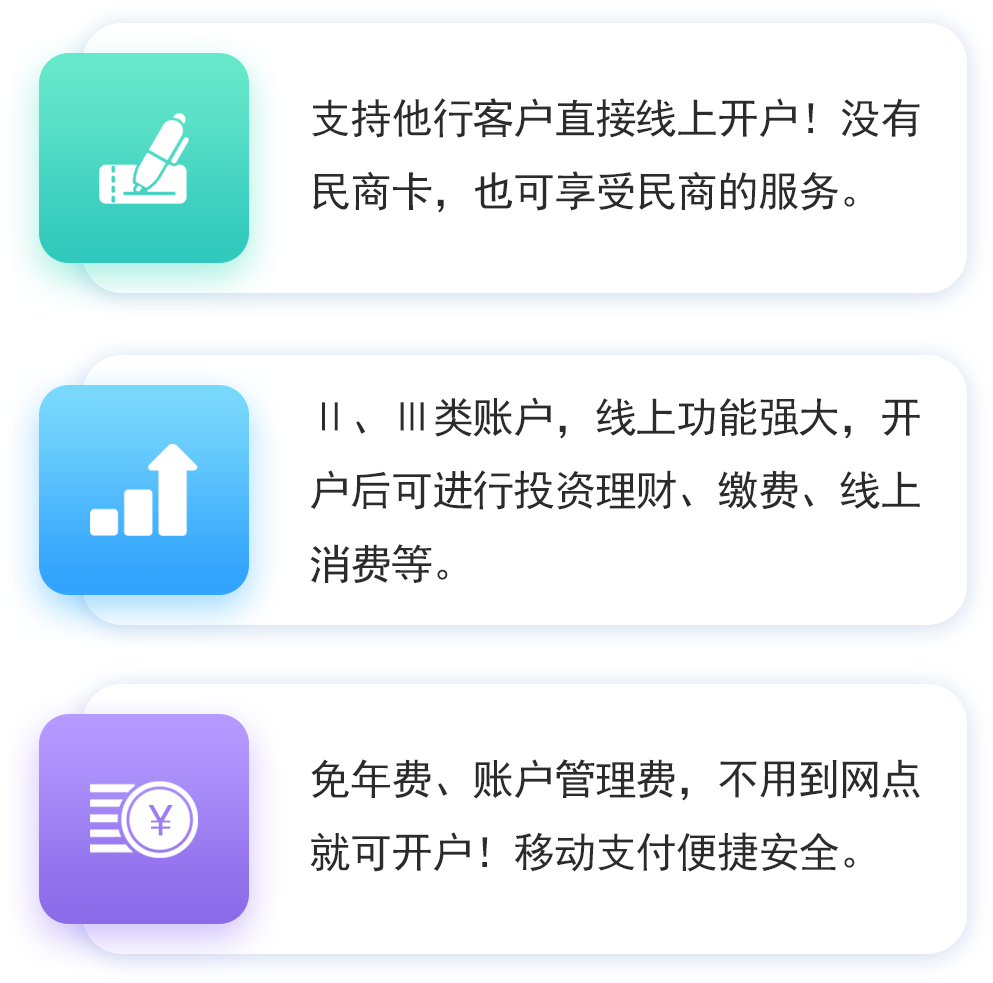 支持他行客户直接线上开户！没有
民商卡，也可享受民商的服务。
Ⅱ、Ⅲ类账户，线上功能强大，开
户后可进行投资理财、缴费、线上
消费等。
¥
免年费、账户管理费，不用到网点
就可开户！移动支付便捷安全。